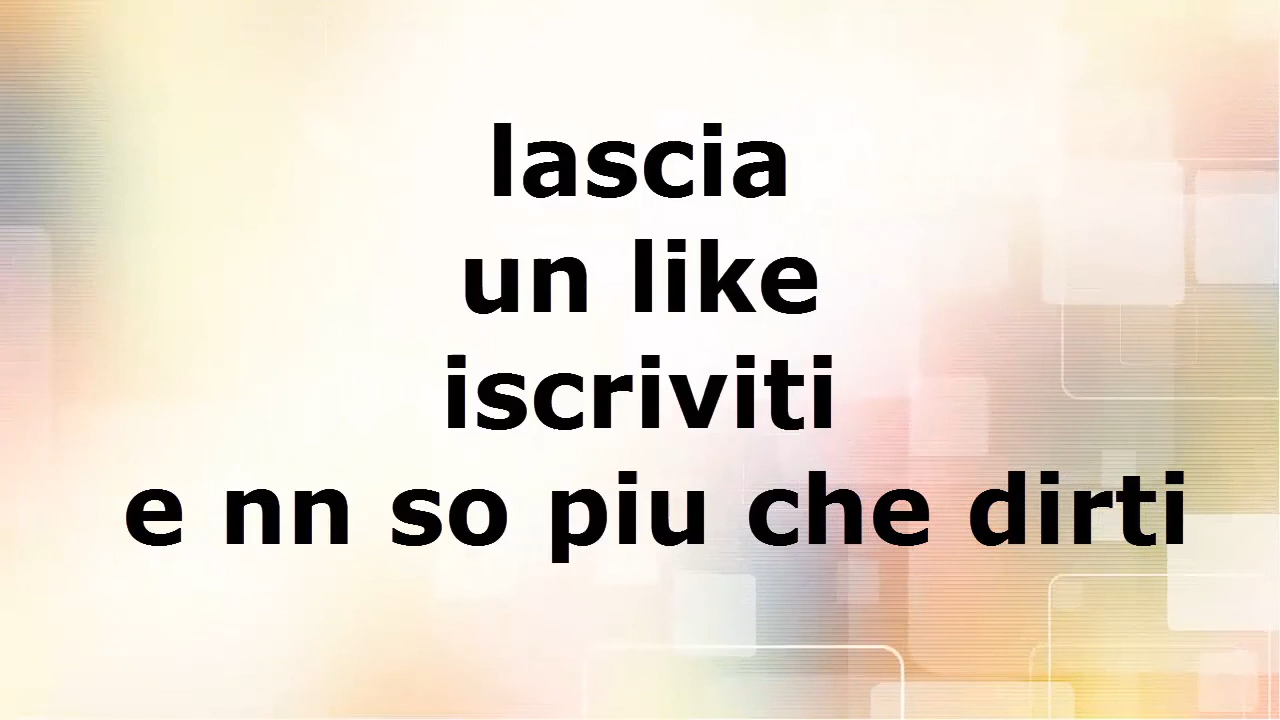 lascia
un like
iscriviti
e nn so piu che dirti